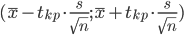 (x̅ − t_{kp} · s/√n; x̅ + t_{kp} · s/√n)